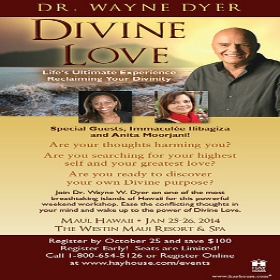 DR. WAYNE DYER
DIVINE
LOVE
Life's Ultimate Experience
Reclaiming Your Divinity
Special Guests, Immaculée Ilibagiza
and Anita Moorjani!
Are your thoughts harming you?
Are you searching for your highest
self and your greatest love?
Are you ready to discover
your own Divine purpose?
Join Dr. Wayne W. Dyer on one of the most
breathtaking islands of Hawaii for this powerful
weekend workshop. Ease the conflicting thoughts in
your mind and wake up to the power of Divine Love.
MAUI, HAWAII • JAN 25-26, 2014
THE WESTIN MAUI RESORT & SPA
Register by October 25 and save $100
Register Early! Seats are Limited!
Call 1-800-654-5126 or Register Online
at www.hayhouse.com/events
HAY
HOUSE
www.hayhouse.com®